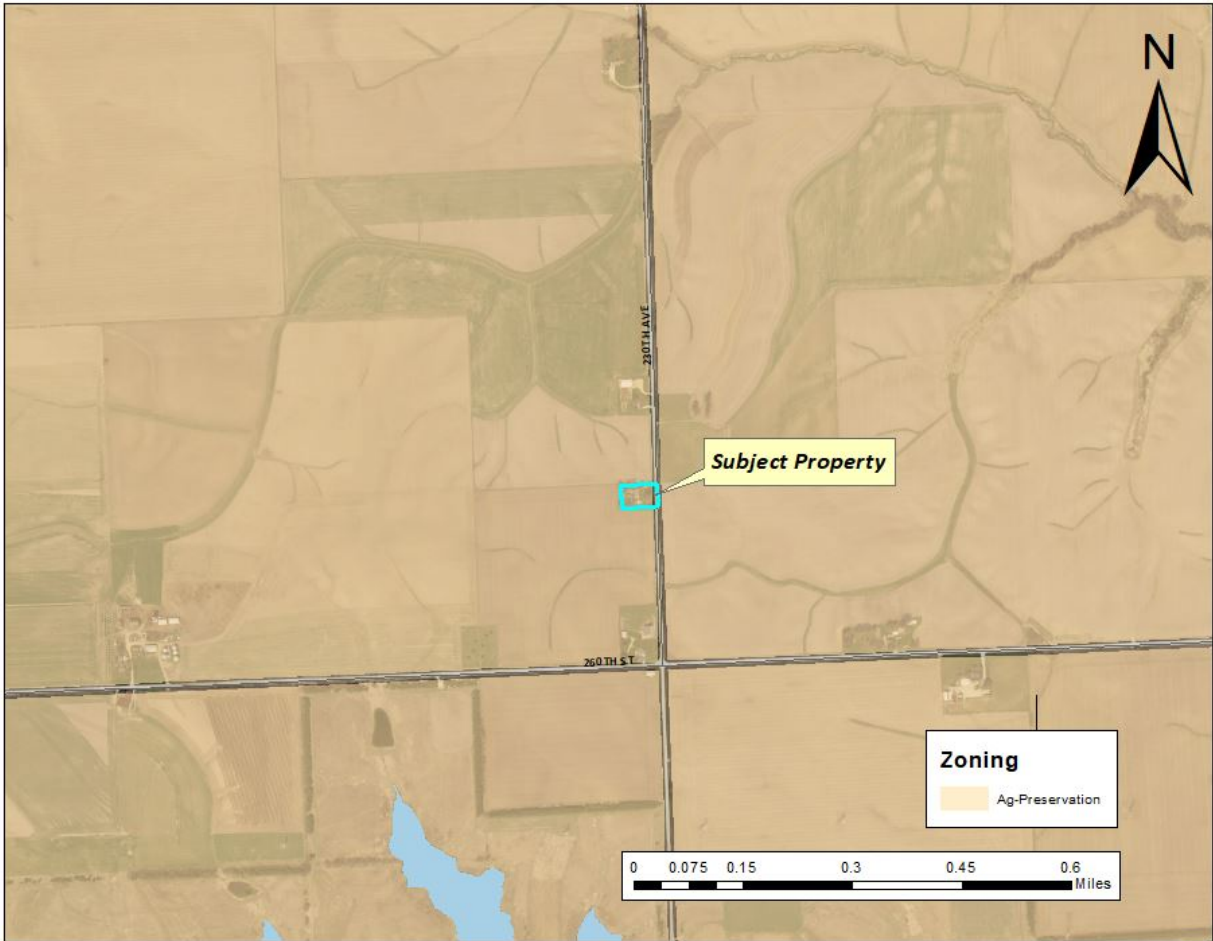 N
230TH AVE
Subject Property
260TH ST
Zoning
Ag-Preservation
0 0.075 0.15 0.3 0.45 0.6
Miles